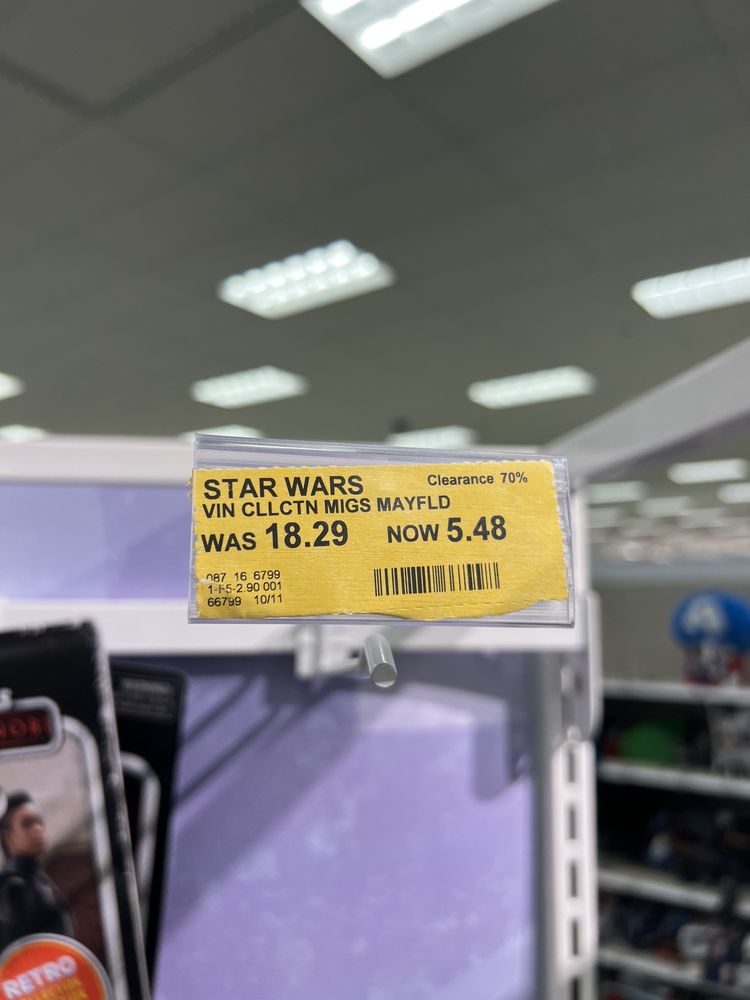 STAR WARS
Clearance 70%
VIN CLLCTN MIGS MAYFLD
WAS 18.29 NOW 5.48
087 16 6799
1-I-5-2.90 001
66799 10/11
RETRO